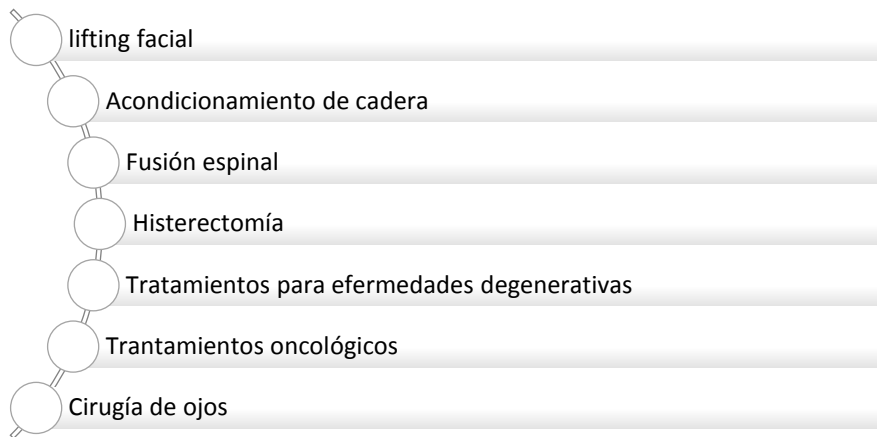 lifting facial
Acondicionamiento de cadera
Fusión espinal
Histerectomía
Tratamientos para efermedades degenerativas
Trantamientos oncológicos
Cirugía de ojos